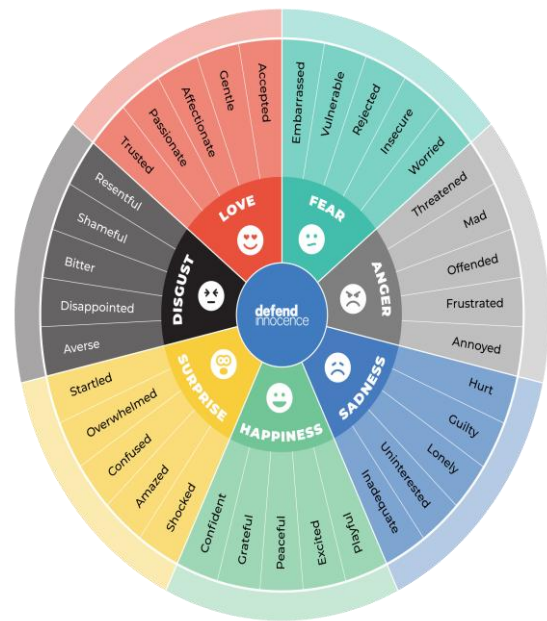 defend
innocence
LOVE
Trusted
Passionate
Affectionate
Gentle
Accepted
FEAR
Embarrassed
Vulnerable
Rejected
Insecure
Worried
ANGER
Threatened
Mad
Offended
Frustrated
Annoyed
SADNESS
Hurt
Guilty
Lonely
Uninterested
Inadequate
HAPPINESS
Playful
Excited
Peaceful
Grateful
Confident
SURPRISE
Shocked
Amazed
Confused
Overwhelmed
Startled
DISGUST
Averse
Disappointed
Bitter
Shameful
Resentful